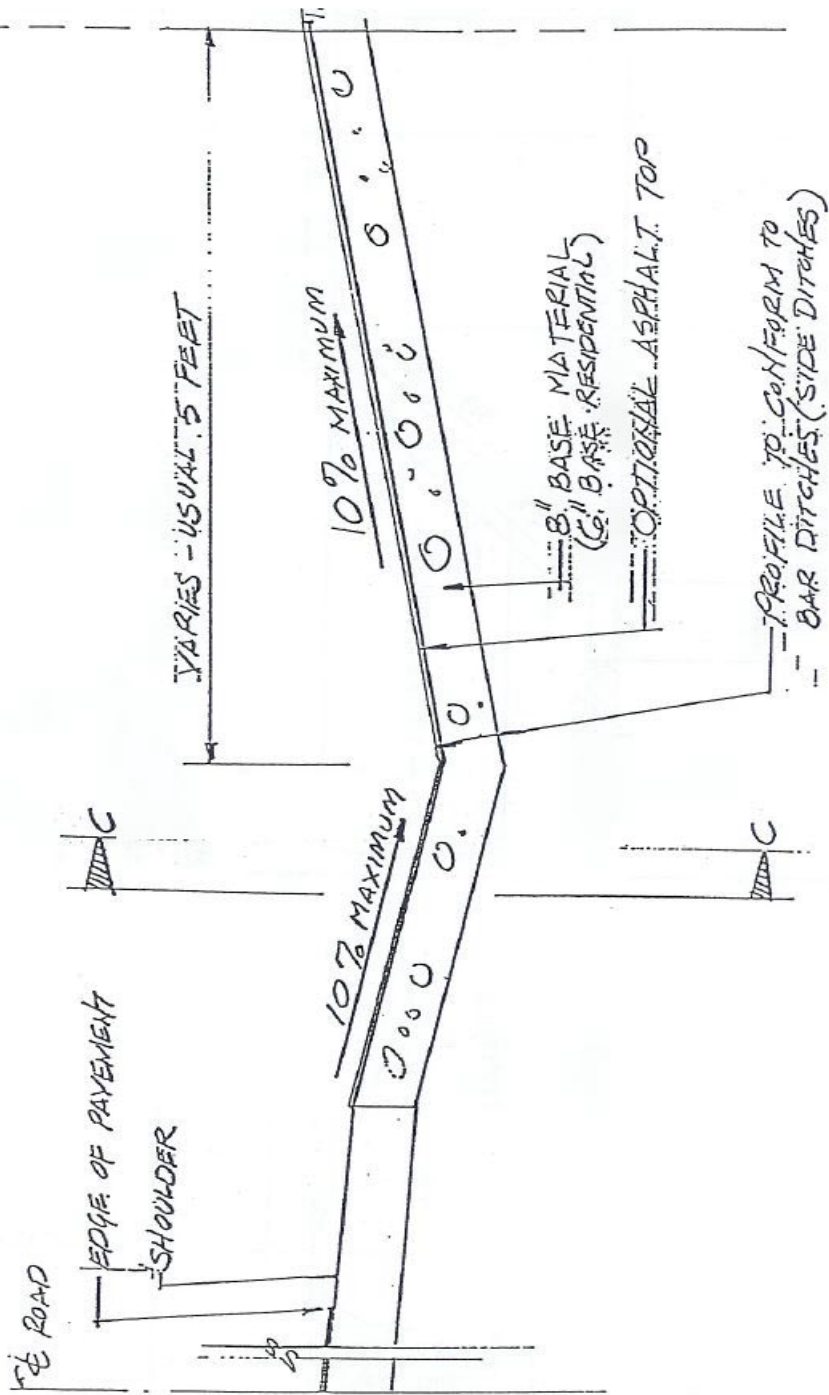 ℄ ROAD
EDGE OF PAVEMENT
SHOULDER
10% MAXIMUM
C
C
VARIES - USUAL 5 FEET
10% MAXIMUM
8" BASE MATERIAL
(6" BASE RESIDENTIAL)
OPTIONAL ASPHALT TOP
PROFILE TO CONFORM TO
BAR DITCHES (SIDE DITCHES)